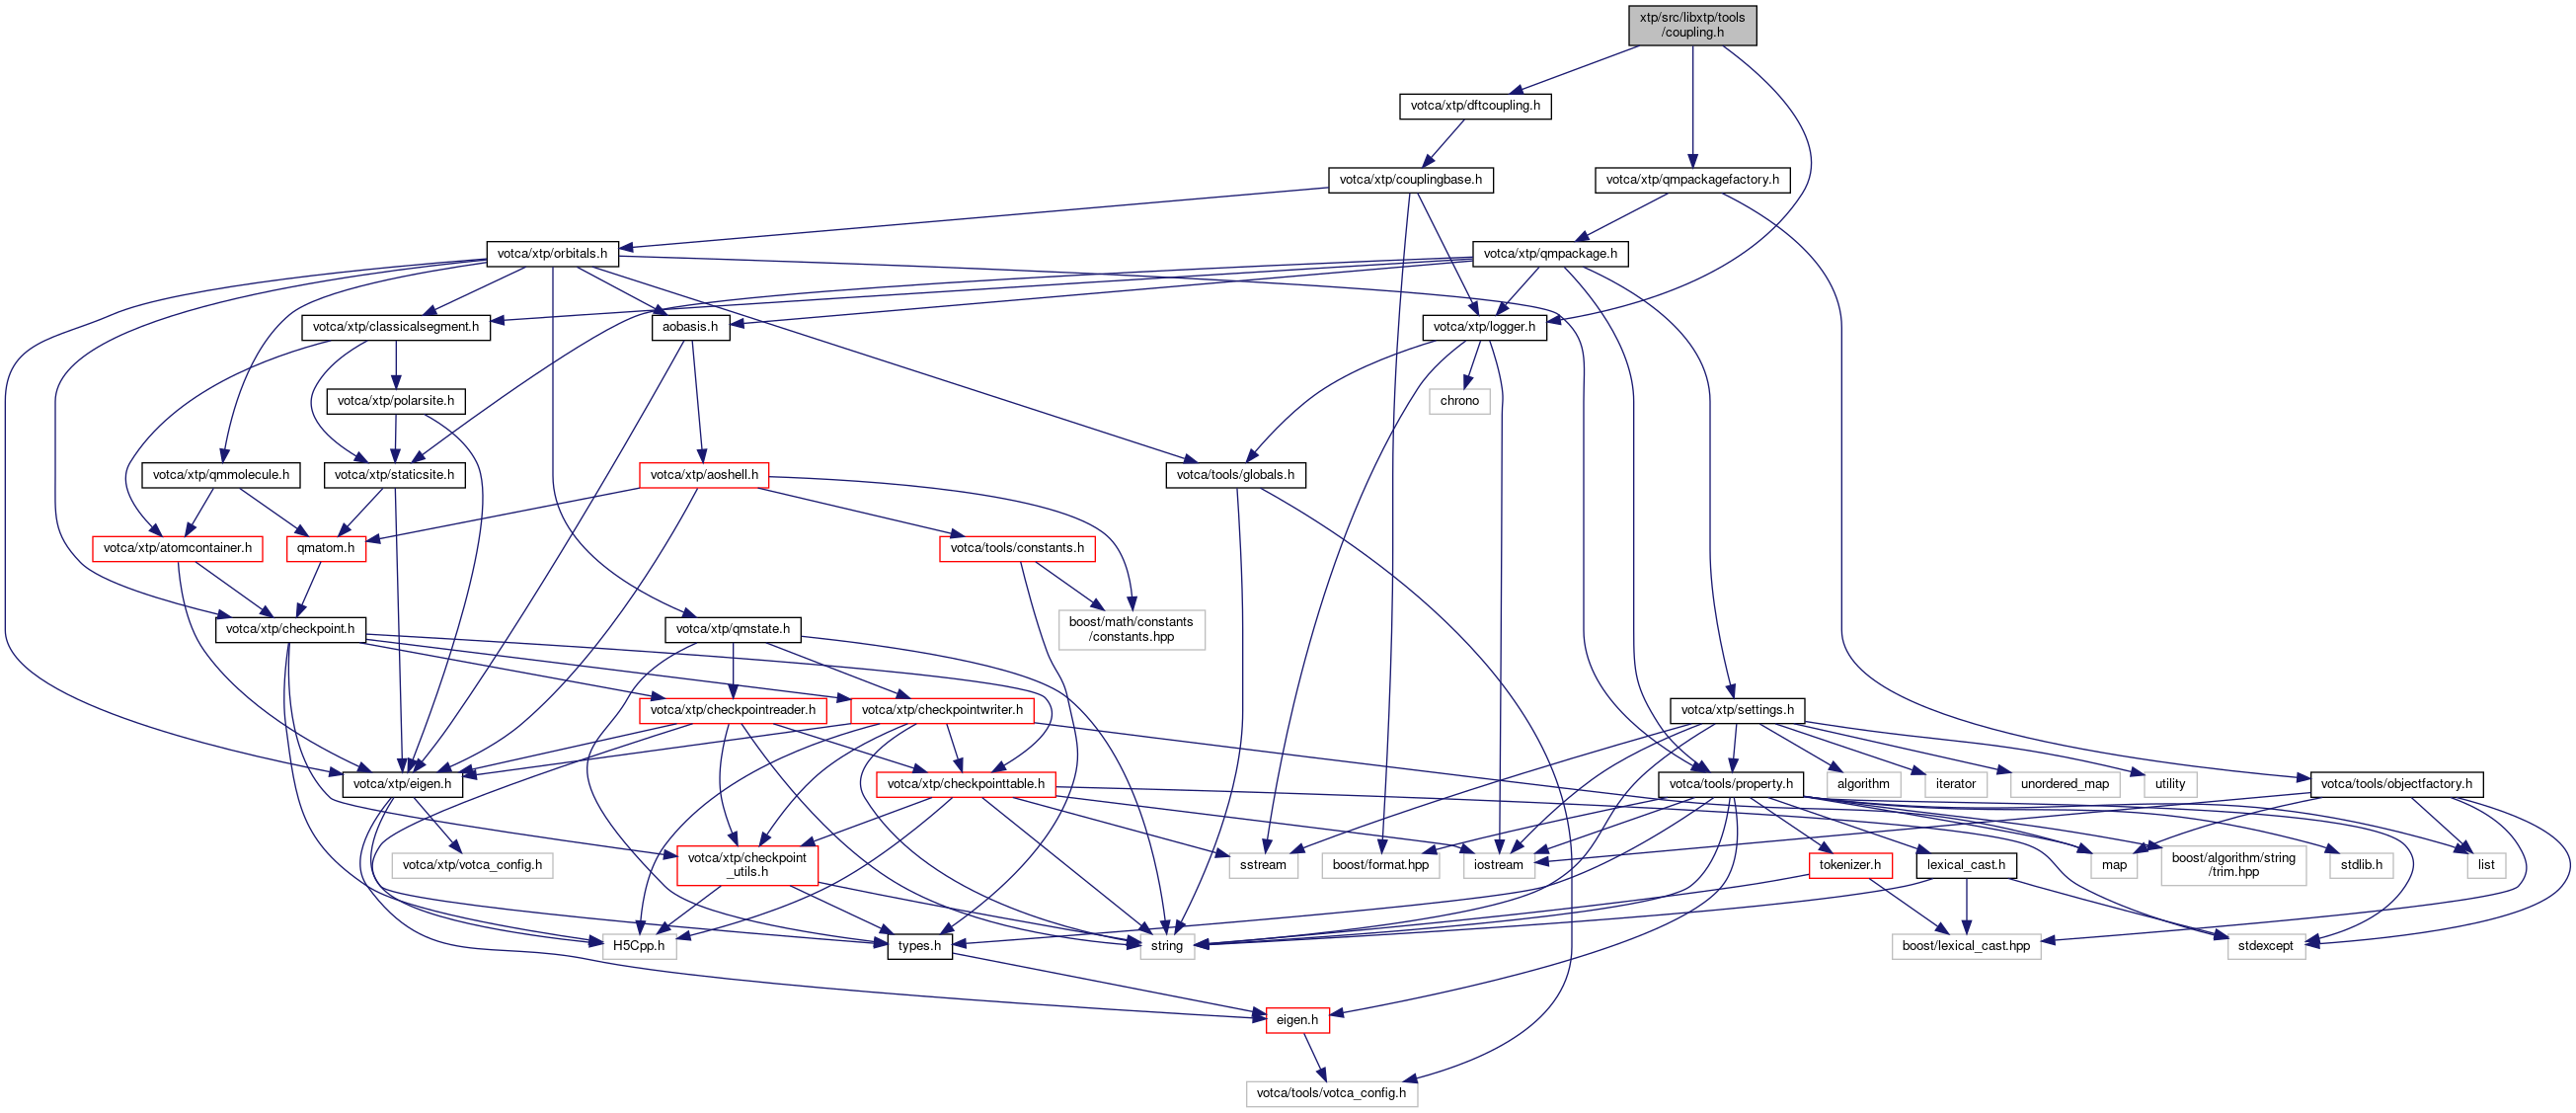 xtp/src/libxtp/tools
/coupling.h
votca/xtp/dftcoupling.h
votca/xtp/couplingbase.h
votca/xtp/qmpackagefactory.h
votca/xtp/orbitals.h
votca/xtp/qmpackage.h
votca/xtp/classicalsegment.h
aobasis.h
votca/xtp/logger.h
votca/xtp/polarsite.h
chrono
votca/xtp/qmmolecule.h
votca/xtp/staticsite.h
votca/xtp/aoshell.h
votca/tools/globals.h
votca/xtp/atomcontainer.h
qmatom.h
votca/tools/constants.h
votca/xtp/checkpoint.h
votca/xtp/qmstate.h
boost/math/constants
/constants.hpp
votca/xtp/checkpointreader.h
votca/xtp/checkpointwriter.h
votca/xtp/settings.h
votca/xtp/eigen.h
votca/xtp/checkpointtable.h
votca/tools/property.h
algorithm
iterator
unordered_map
utility
votca/tools/objectfactory.h
votca/xtp/votca_config.h
votca/xtp/checkpoint
_utils.h
sstream
boost/format.hpp
iostream
tokenizer.h
lexical_cast.h
map
boost/algorithm/string
/trim.hpp
stdlib.h
list
H5Cpp.h
types.h
string
boost/lexical_cast.hpp
stdexcept
eigen.h
votca/tools/votca_config.h